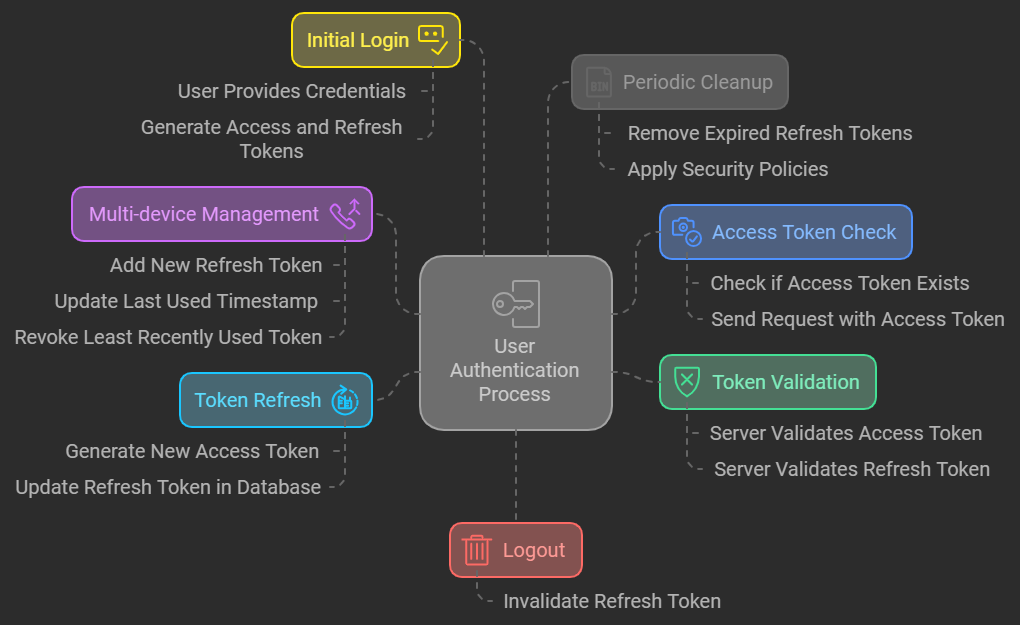 Initial Login
User Provides Credentials
Generate Access and Refresh
Tokens
Periodic Cleanup
BIN
Remove Expired Refresh Tokens
Apply Security Policies
Multi-device Management
Add New Refresh Token
Update Last Used Timestamp
Revoke Least Recently Used Token
Access Token Check
Check if Access Token Exists
Send Request with Access Token
User
Authentication
Process
Token Refresh
Generate New Access Token
Update Refresh Token in Database
Token Validation
Server Validates Access Token
Server Validates Refresh Token
Logout
Invalidate Refresh Token